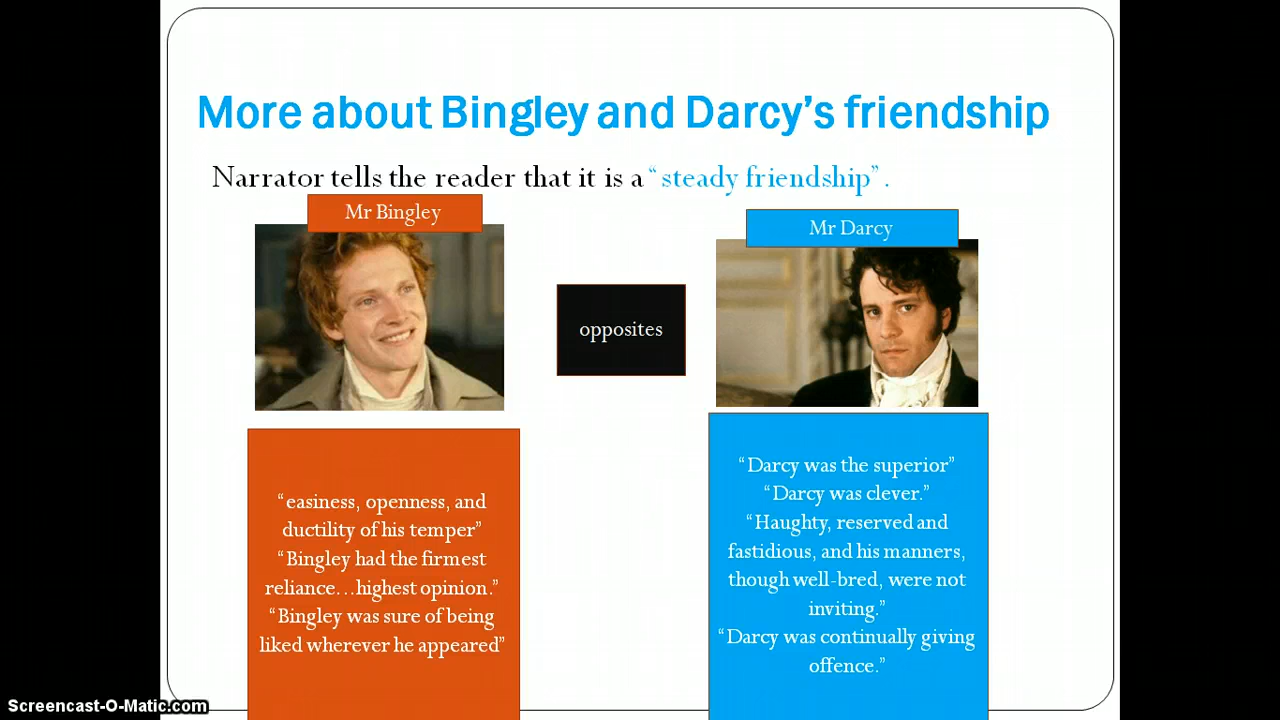 More about Bingley and Darcy’s friendship
Narrator tells the reader that it is a “steady friendship”.
Mr Bingley
“easiness, openness, and
ductility of his temper”
“Bingley had the firmest
reliance…highest opinion.”
“Bingley was sure of being
liked wherever he appeared”
opposites
Mr Darcy
“Darcy was the superior”
“Darcy was clever.”
“Haughty, reserved and
fastidious, and his manners,
though well-bred, were not
inviting.”
“Darcy was continually giving
offence.”
Screencast-O-Matic.com